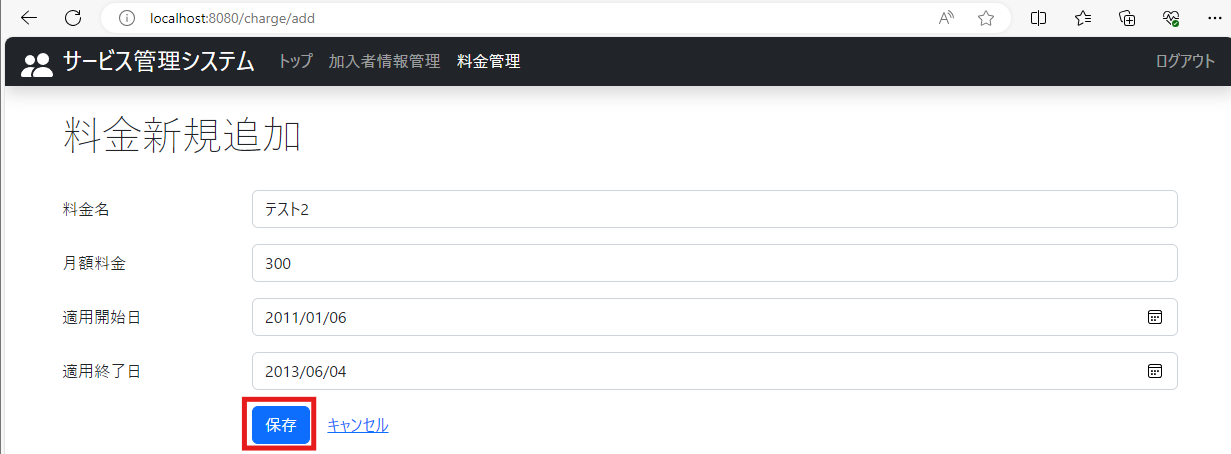 localhost:8080/charge/add
サービス管理システム トップ 加入者情報管理 料金管理 ログアウト
料金新規追加
料金名 テスト2
月額料金 300
適用開始日 2011/01/06
適用終了日 2013/06/04
保存 キャンセル